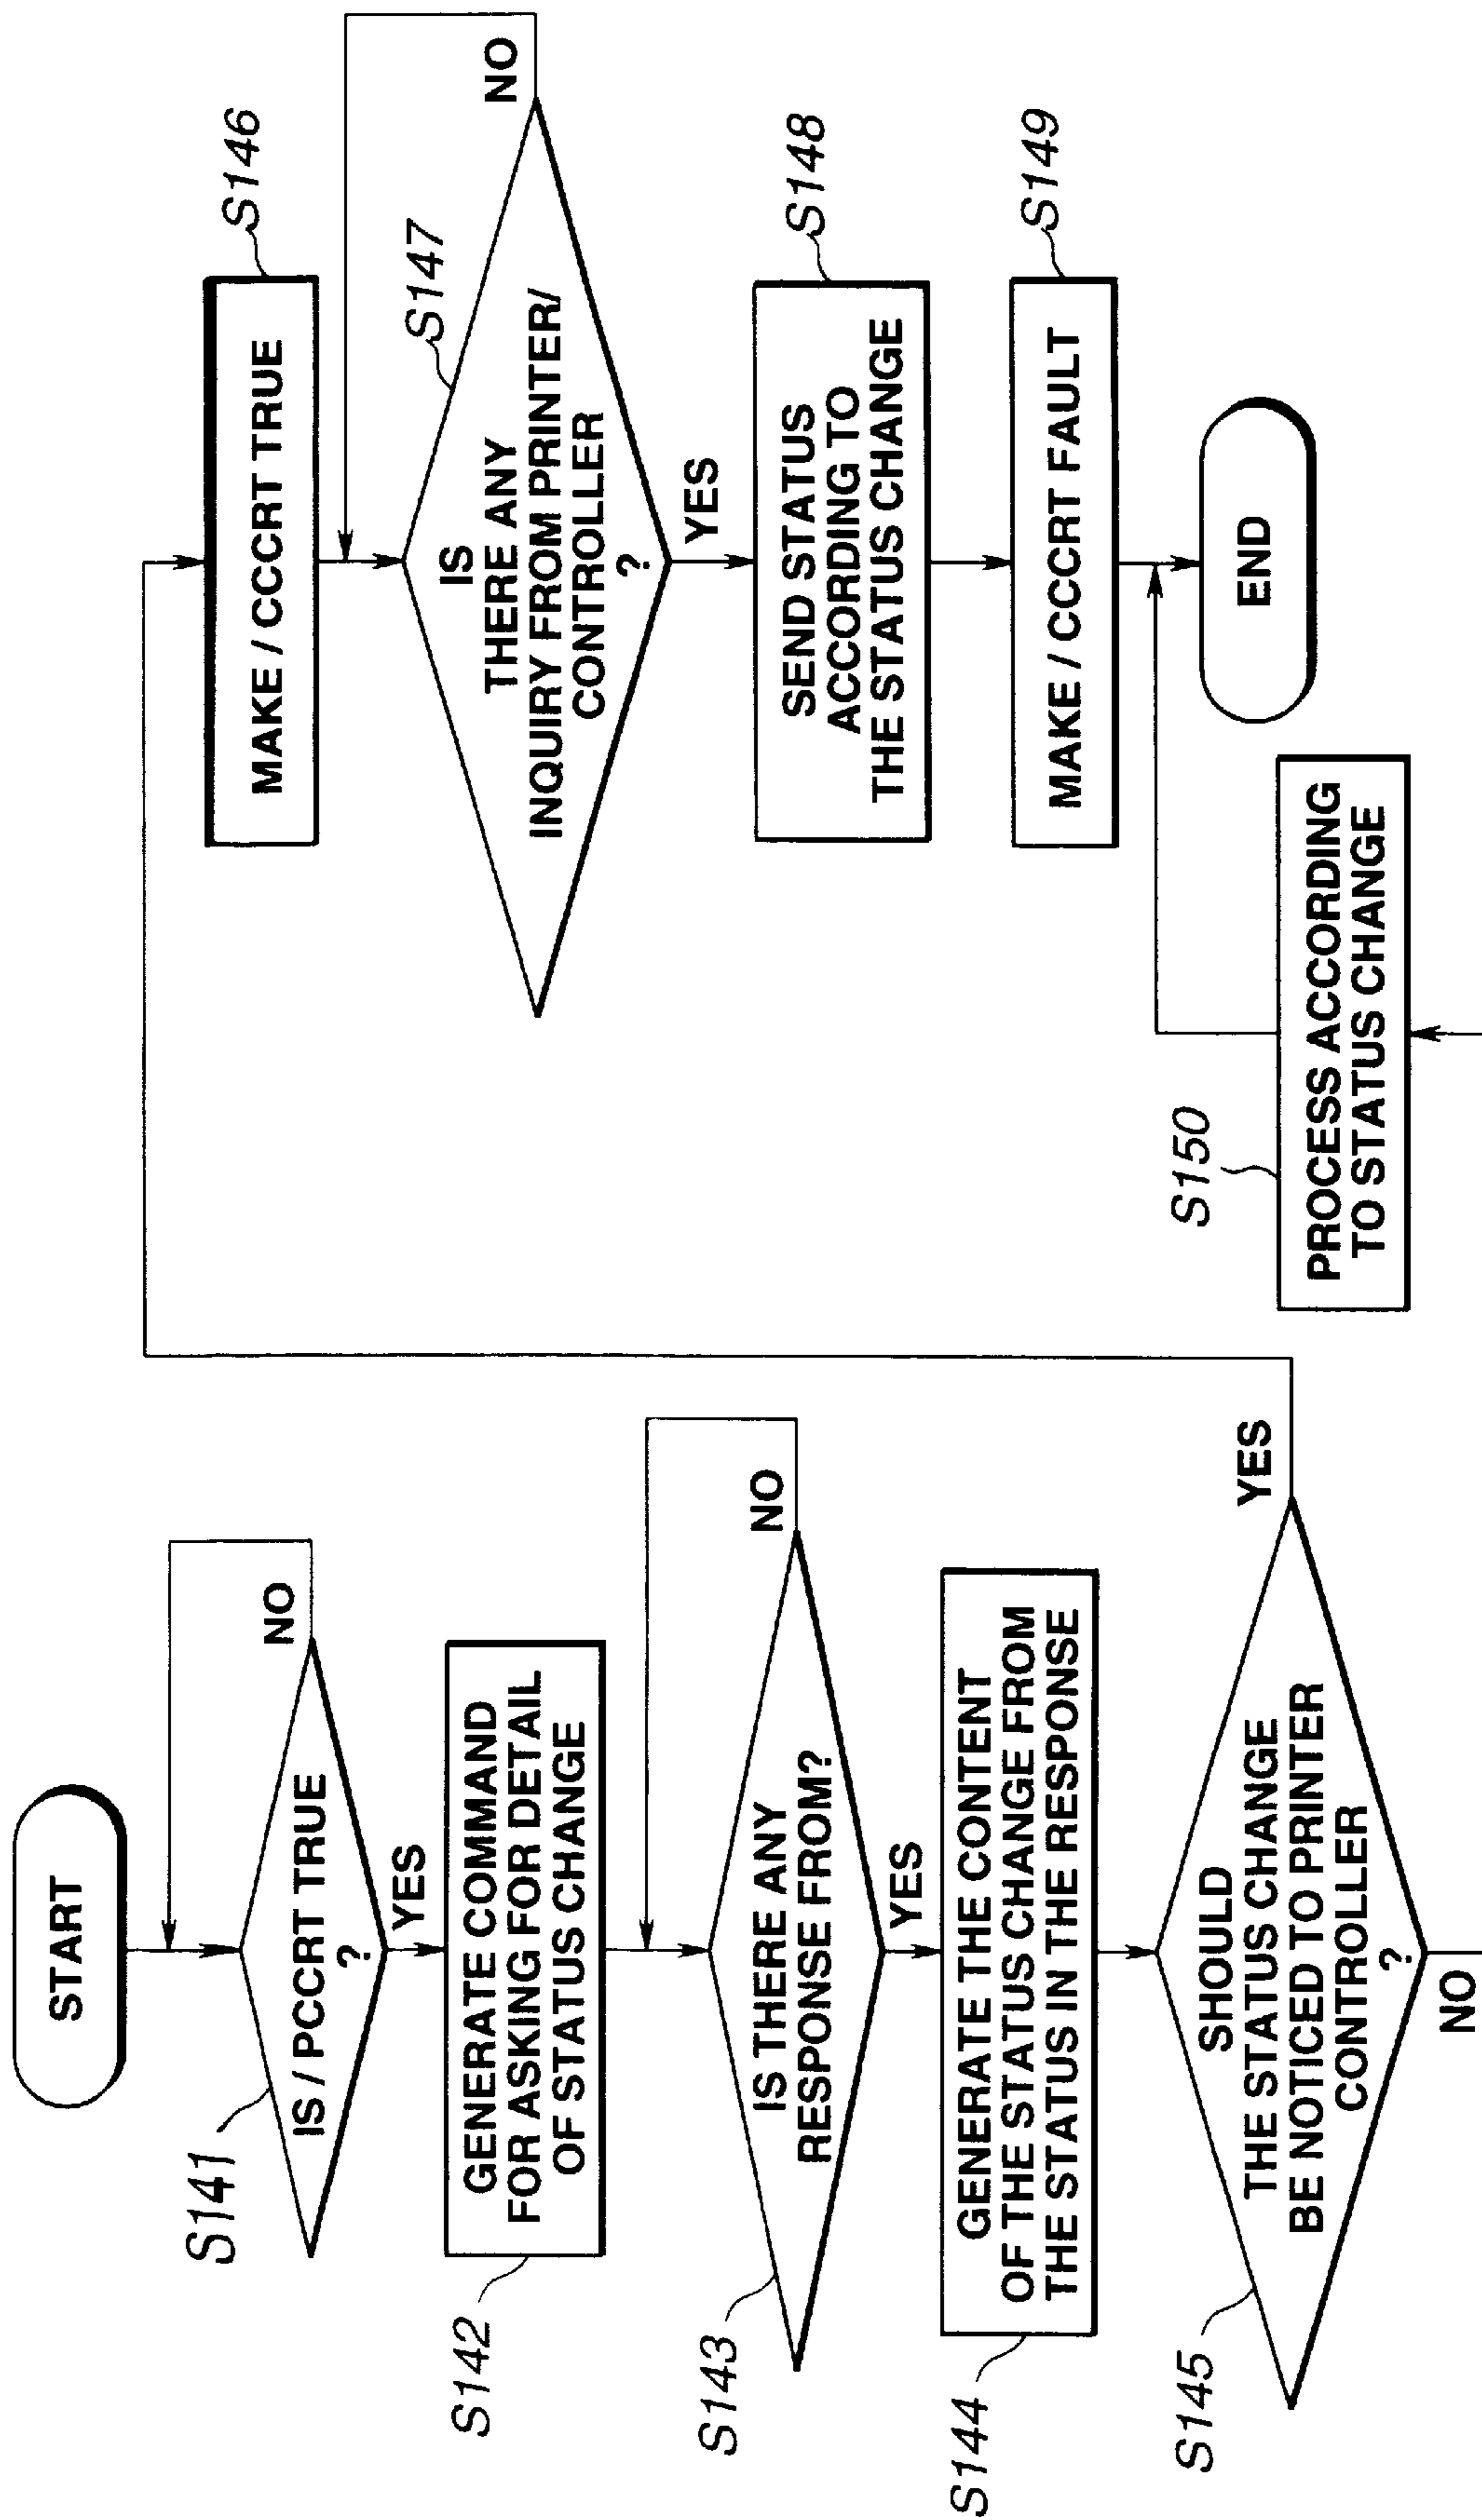 START
S141
IS / PCCRT TRUE
?
NO
YES
S142
GENERATE COMMAND
FOR ASKING FOR DETAIL
OF STATUS CHANGE
S143
IS THERE ANY
RESPONSE FROM?
NO
YES
S144
GENERATE THE CONTENT
OF THE STATUS CHANGE FROM
THE STATUS IN THE RESPONSE
S145
SHOULD
THE STATUS CHANGE
BE NOTICED TO PRINTER
CONTROLLER
?
YES
NO
S146
MAKE / CCCRT TRUE
S147
IS
THERE ANY
INQUIRY FROM PRINTER/
CONTROLLER
?
NO
YES
S148
SEND STATUS
ACCORDING TO
THE STATUS CHANGE
S149
MAKE / CCCRT FAULT
END
S150
PROCESS ACCORDING
TO STATUS CHANGE